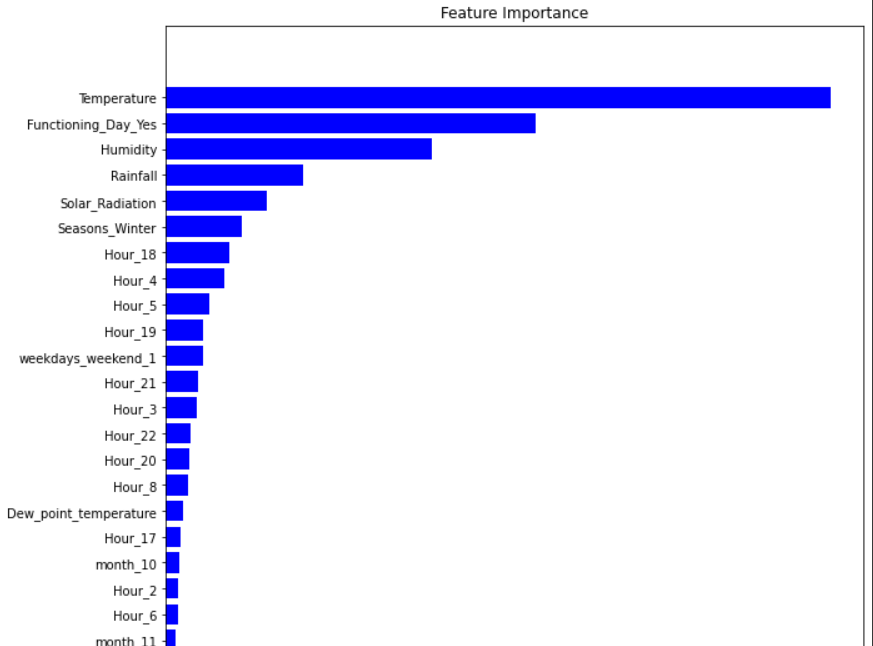 Feature Importance
Temperature
Functioning_Day_Yes
Humidity
Rainfall
Solar_Radiation
Seasons_Winter
Hour_18
Hour_4
Hour_5
Hour_19
weekdays_weekend_1
Hour_21
Hour_3
Hour_22
Hour_20
Hour_8
Dew_point_temperature
Hour_17
month_10
Hour_2
Hour_6
month_11